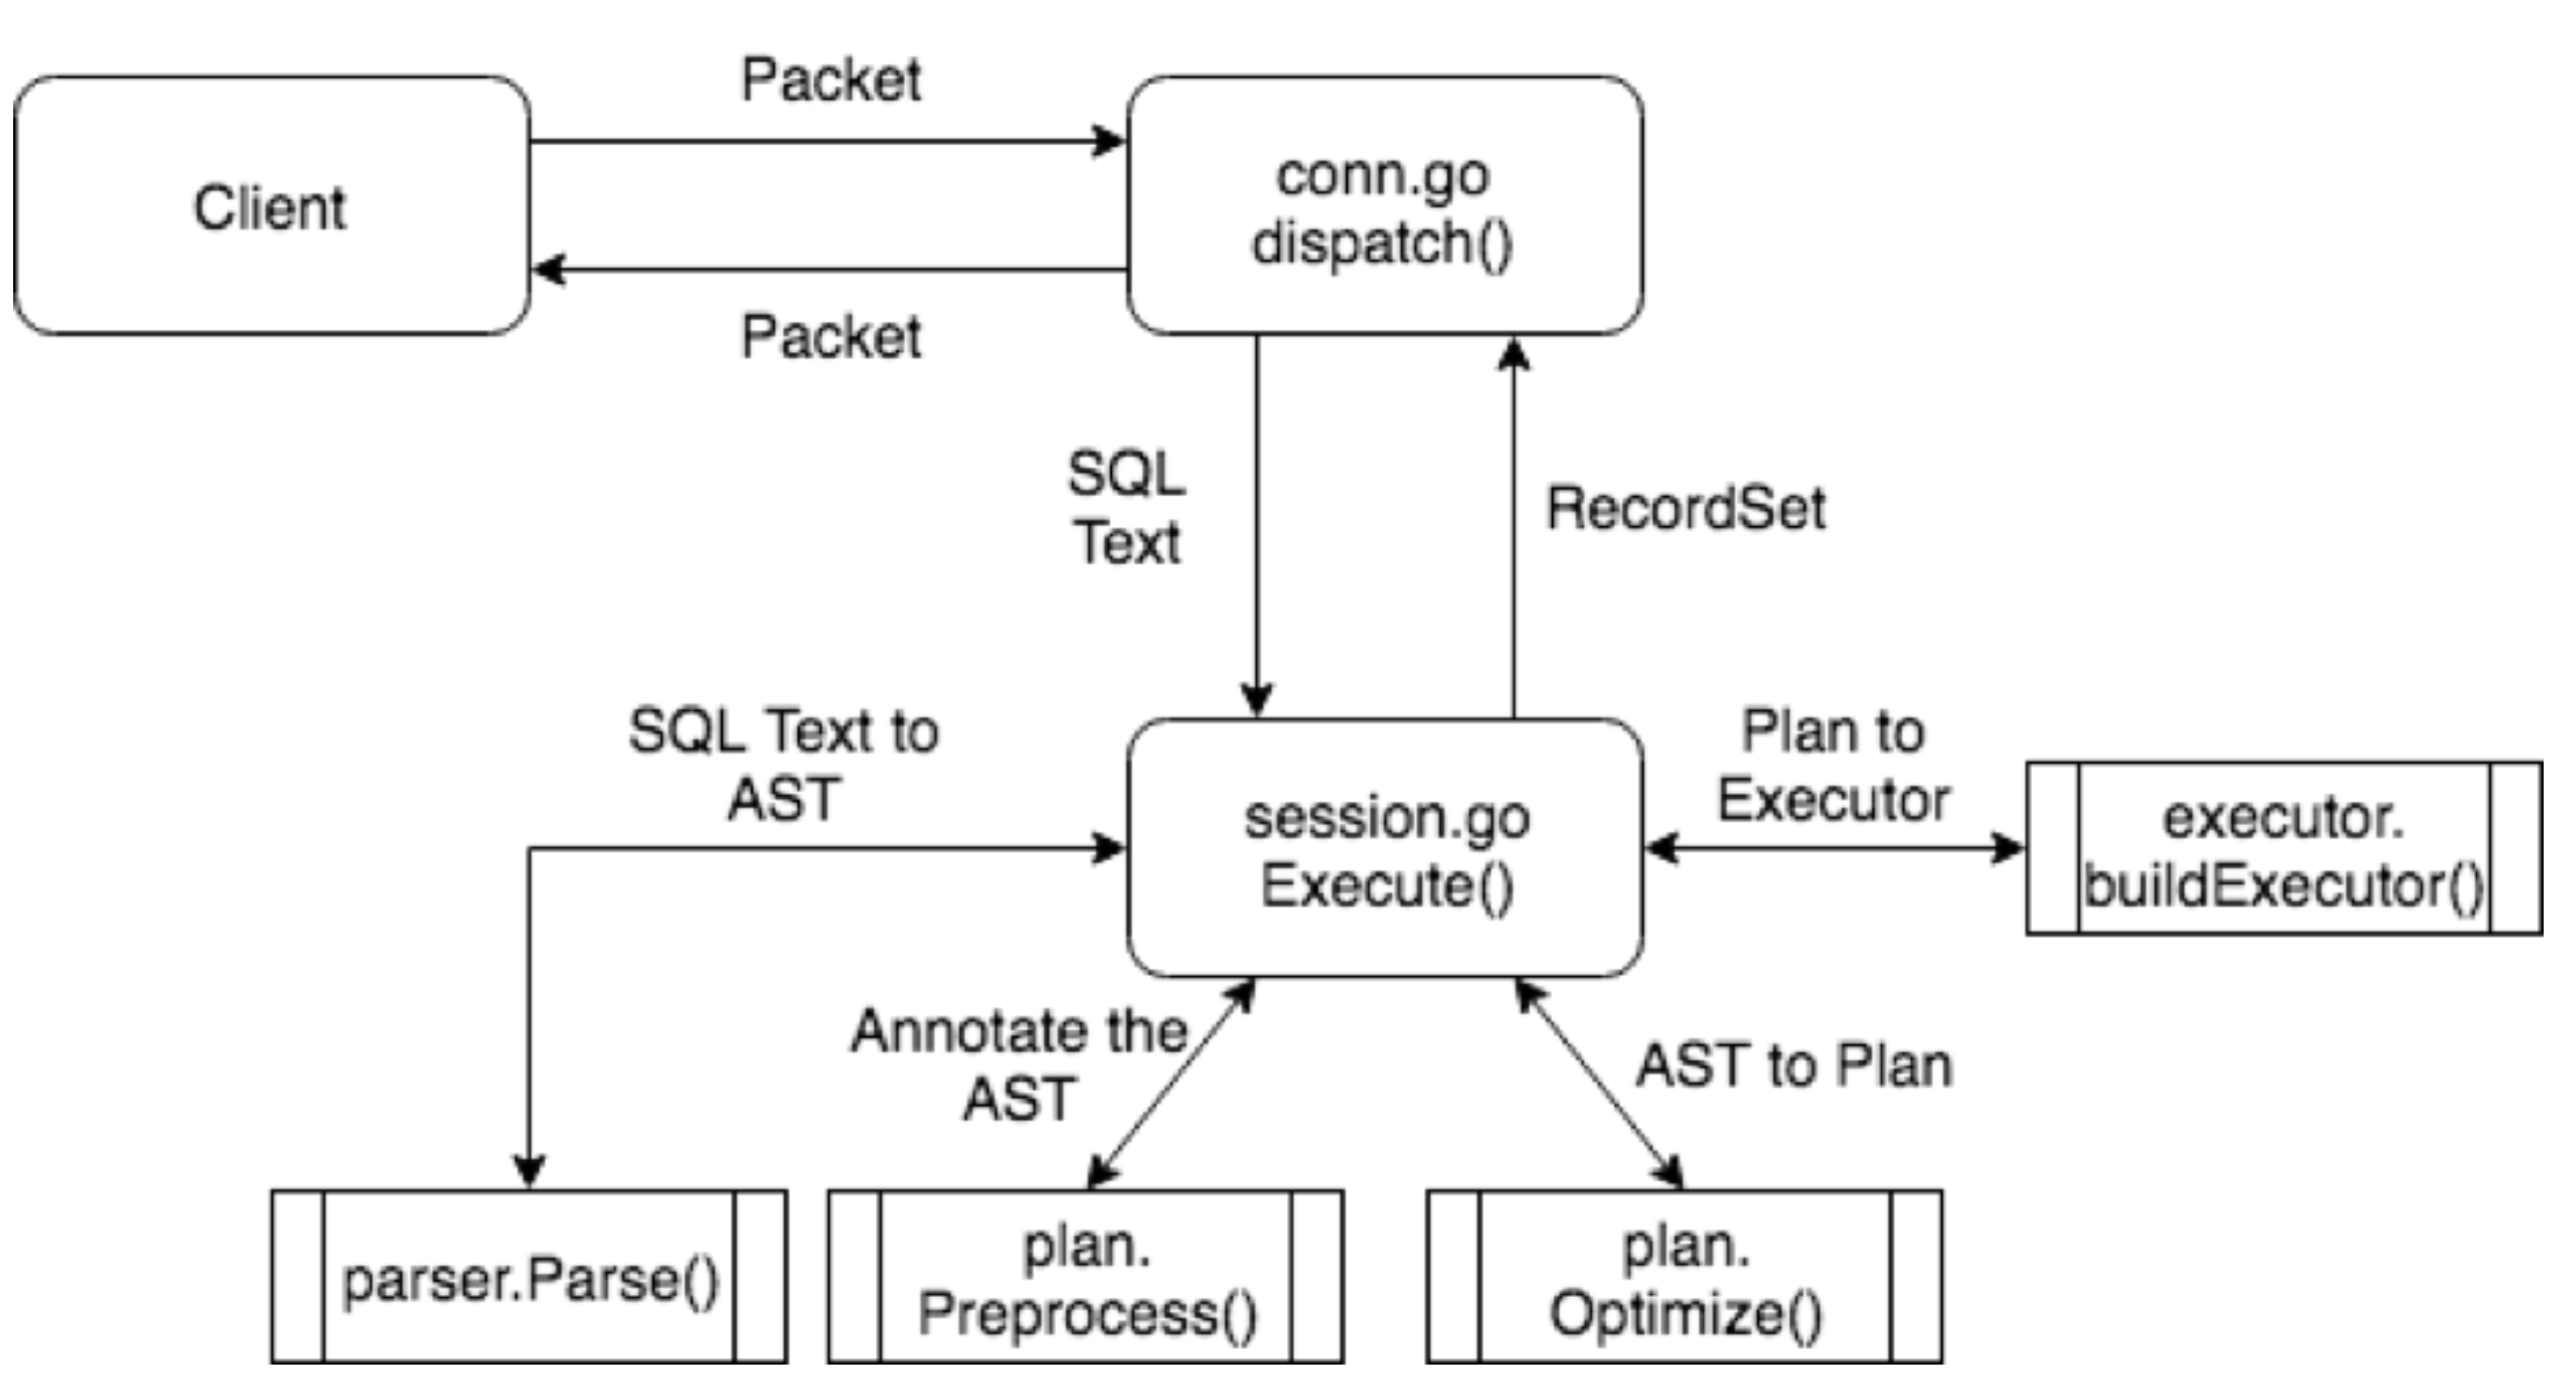 Packet
Client
conn.go
dispatch()
Packet
SQL
Text
RecordSet
SQL Text to
AST
Plan to
Executor
session.go
Execute()
executor.
buildExecutor()
Annotate the
AST
AST to Plan
parser.Parse()
plan.
Preprocess()
plan.
Optimize()